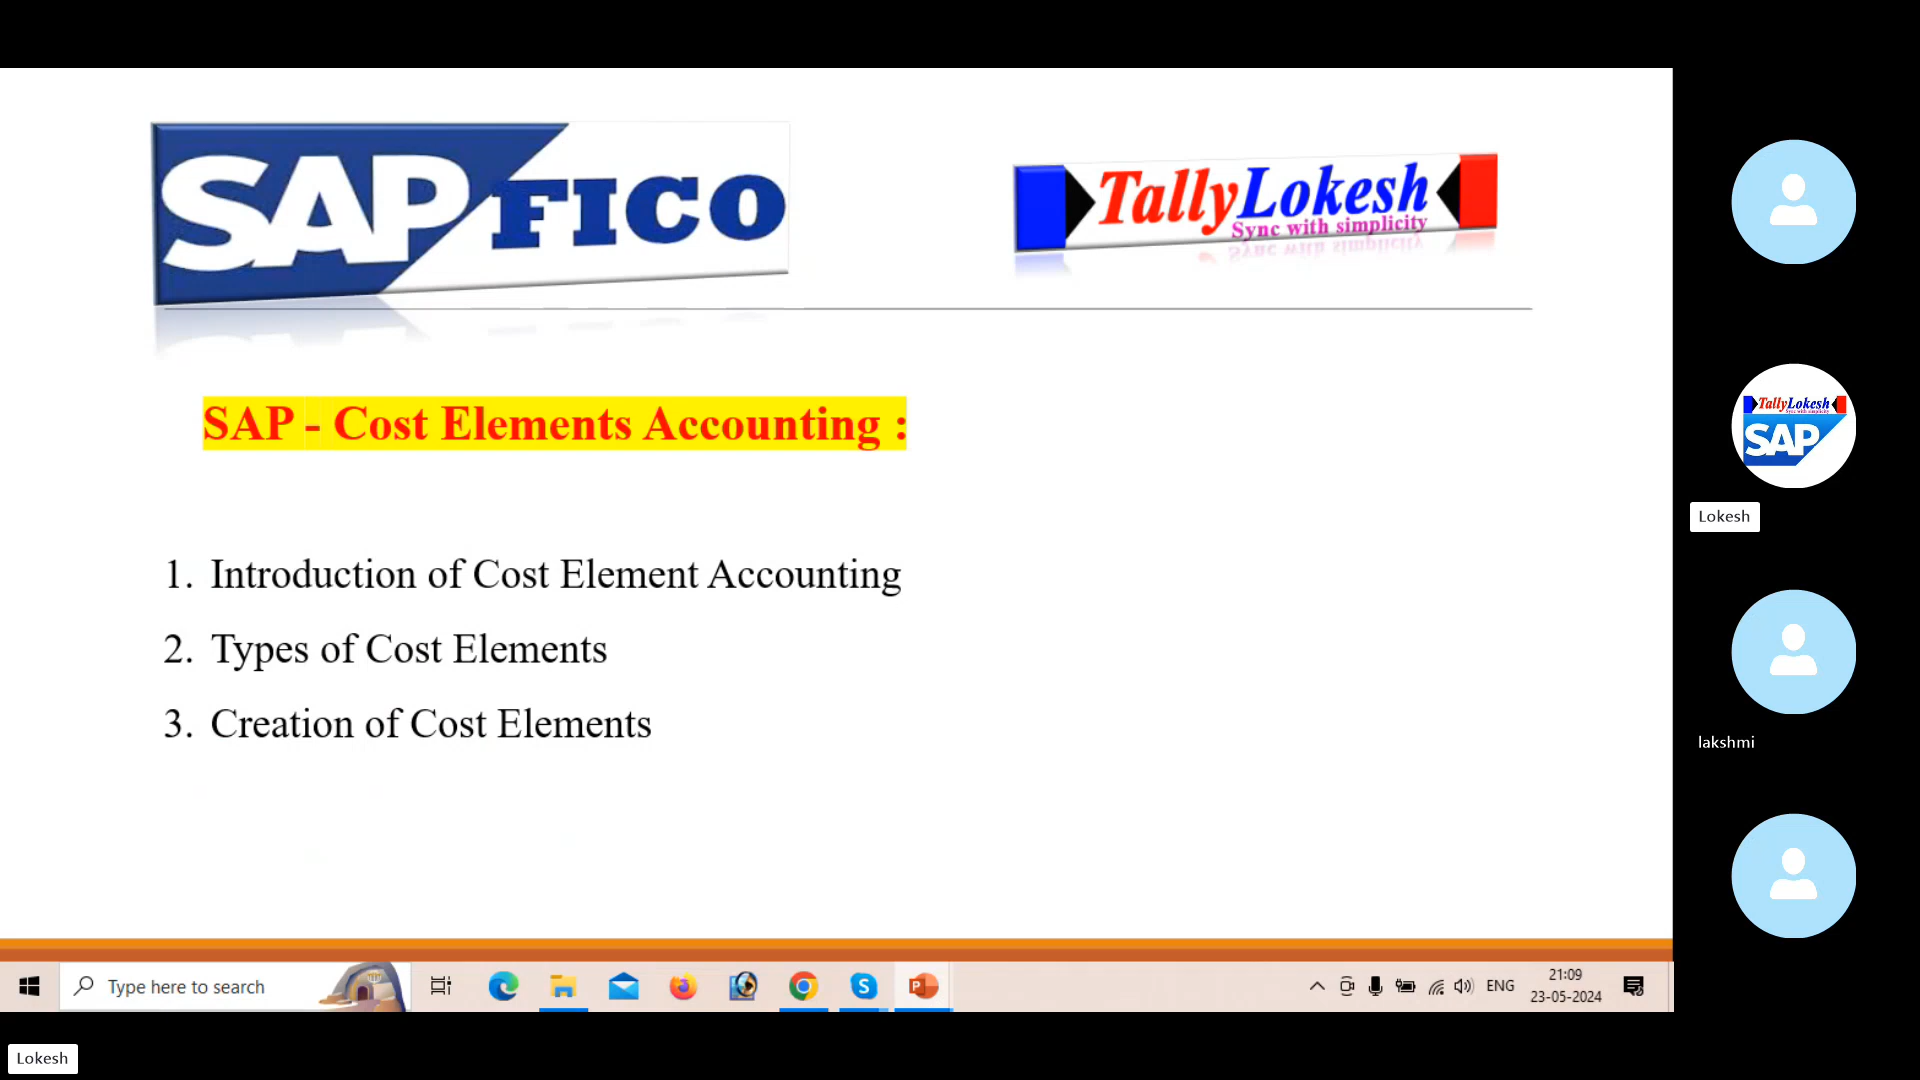 SAP FICO
TallyLokesh
Sync with simplicity
SAP - Cost Elements Accounting :
1. Introduction of Cost Element Accounting
2. Types of Cost Elements
3. Creation of Cost Elements
TallyLokesh
SAP
Lokesh
lakshmi
Type here to search
ENG
21:09
23-05-2024
Lokesh